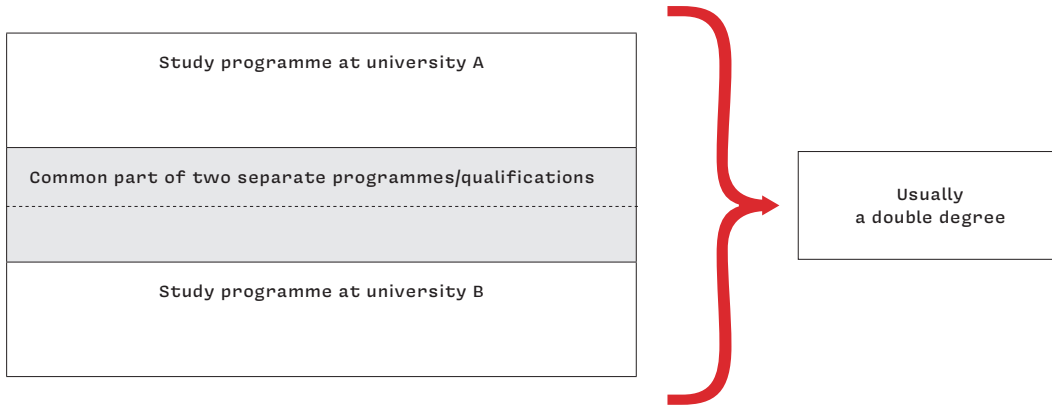 Study programme at university A
Common part of two separate programmes/qualifications
Study programme at university B
Usually
a double degree